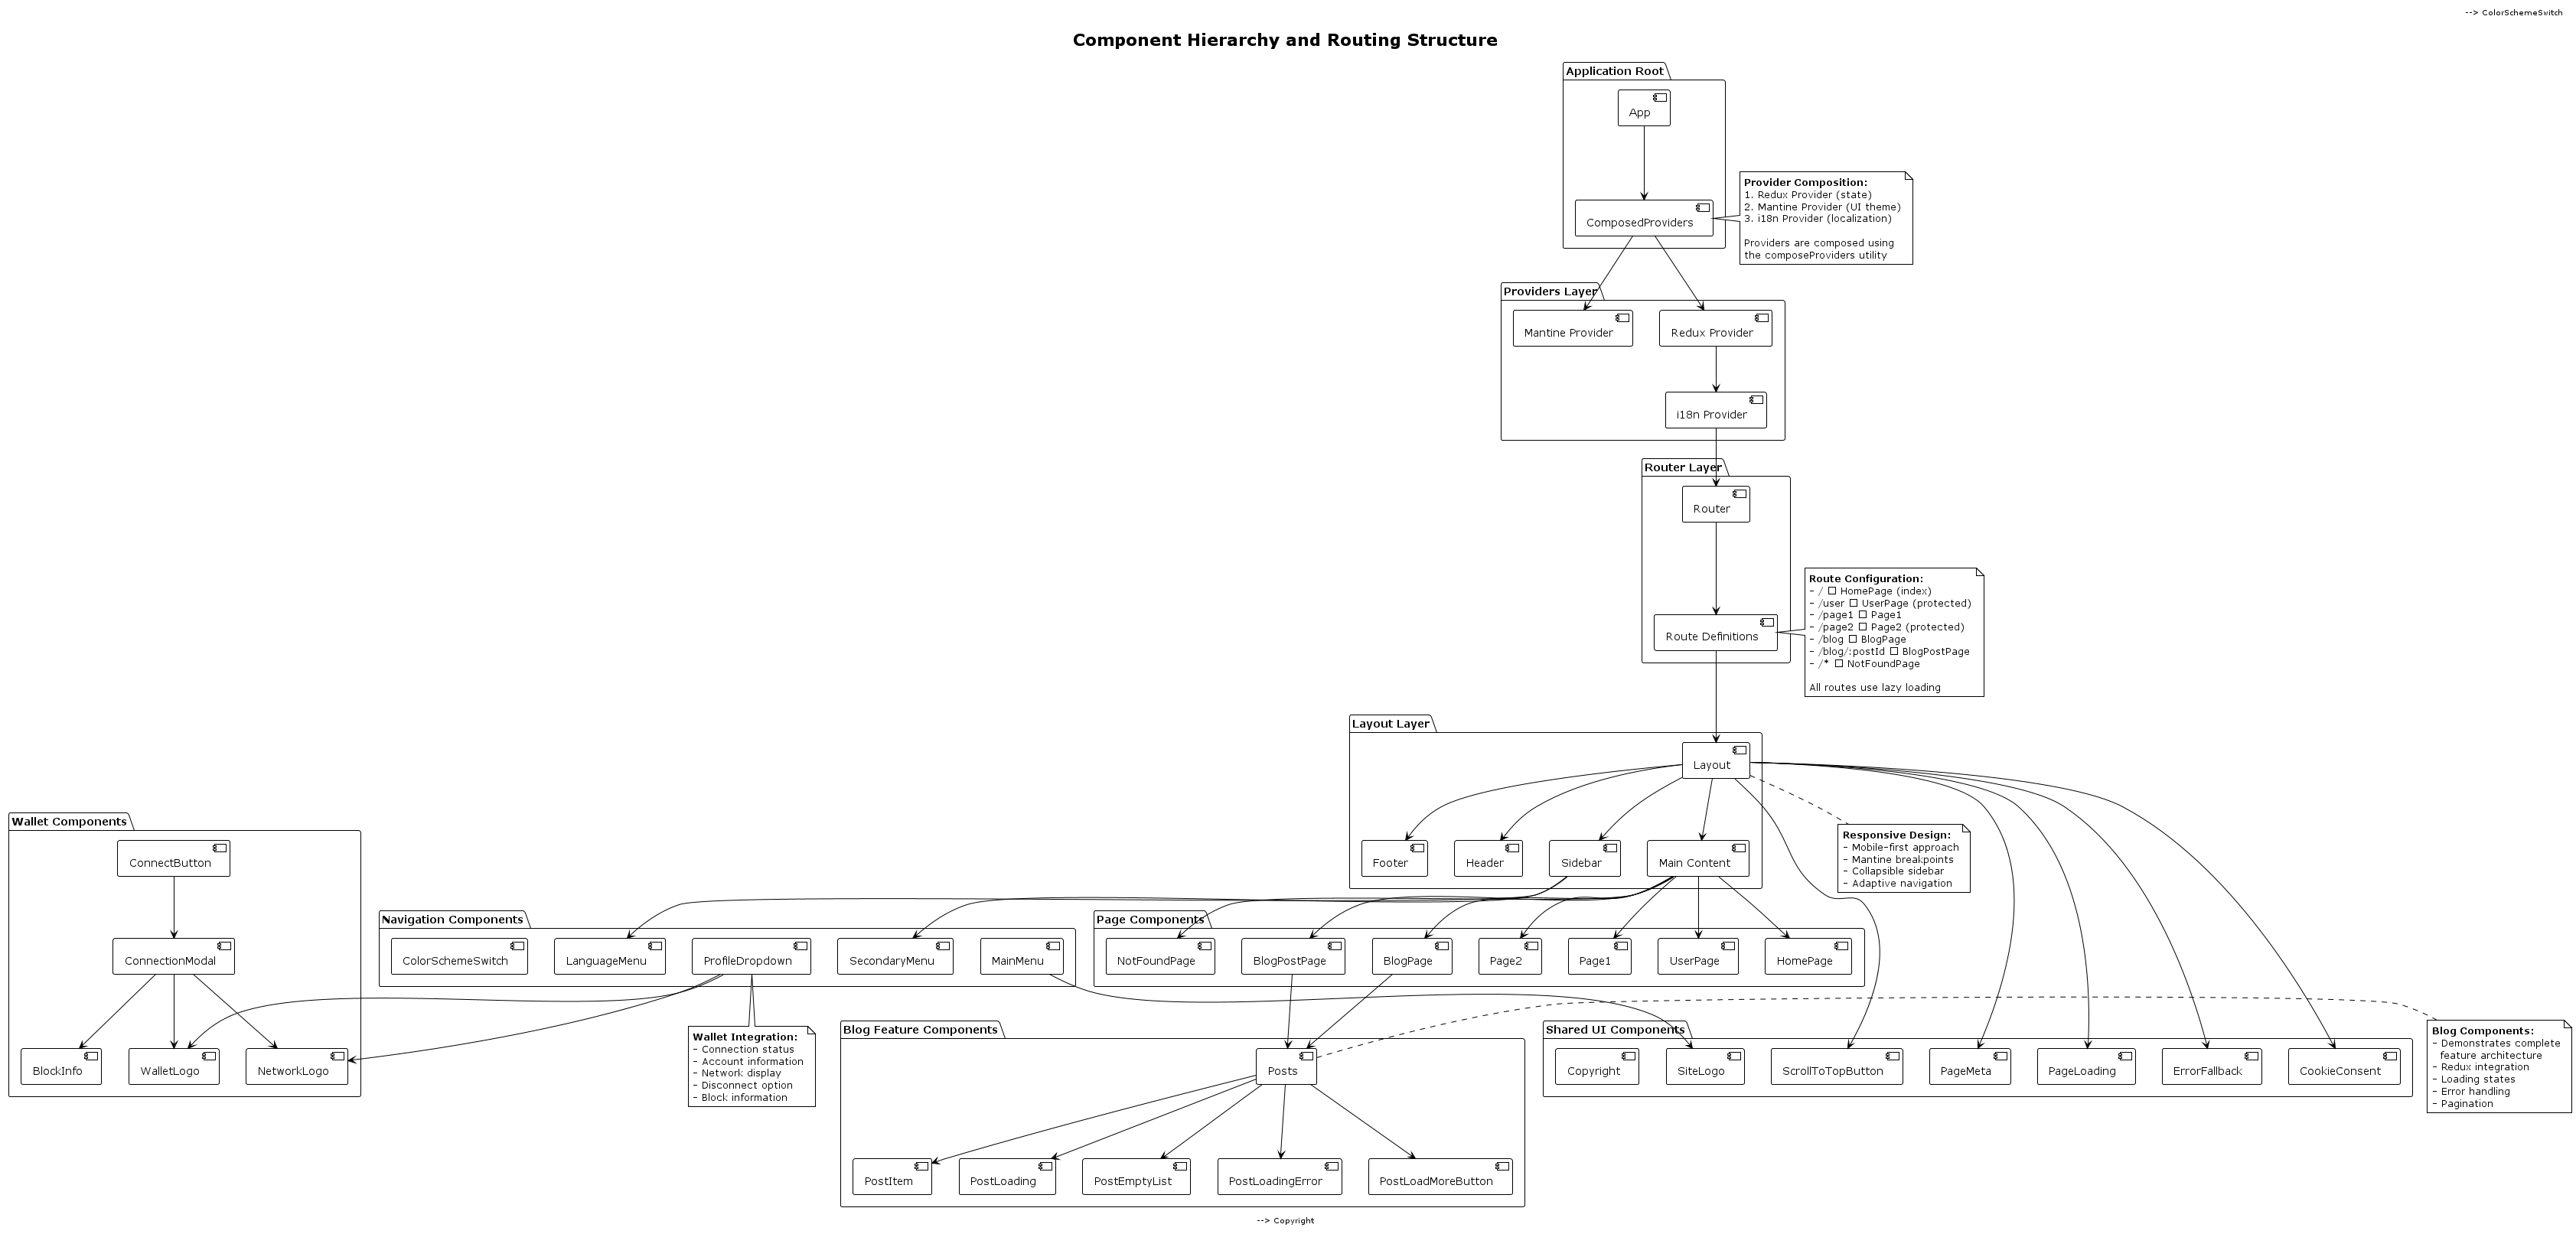 --> ColorSchemeSwitch
Component Hierarchy and Routing Structure
Application Root
App
ComposedProviders
Provider Composition:
1. Redux Provider (state)
2. Mantine Provider (UI theme)
3. i18n Provider (localization)
Providers are composed using
the composeProviders utility
Providers Layer
Mantine Provider
Redux Provider
i18n Provider
Router Layer
Router
Route Definitions
Route Configuration:
- / □ HomePage (index)
- /user □ UserPage (protected)
- /page1 □ Page1
- /page2 □ Page2 (protected)
- /blog □ BlogPage
- /blog/:postId □ BlogPostPage
- /* □ NotFoundPage
All routes use lazy loading
Layout Layer
Layout
Footer
Header
Sidebar
Main Content
Responsive Design:
- Mobile-first approach
- Mantine breakpoints
- Collapsible sidebar
- Adaptive navigation
Wallet Components
ConnectButton
ConnectionModal
BlockInfo
WalletLogo
NetworkLogo
Navigation Components
ColorSchemeSwitch
LanguageMenu
ProfileDropdown
SecondaryMenu
MainMenu
Wallet Integration:
- Connection status
- Account information
- Network display
- Disconnect option
- Block information
Page Components
NotFoundPage
BlogPostPage
BlogPage
Page2
Page1
UserPage
HomePage
Blog Feature Components
Posts
PostItem
PostLoading
PostEmptyList
PostLoadingError
PostLoadMoreButton
Shared UI Components
Copyright
SiteLogo
ScrollToTopButton
PageMeta
PageLoading
ErrorFallback
CookieConsent
Blog Components:
- Demonstrates complete
feature architecture
- Redux integration
- Loading states
- Error handling
- Pagination
--> Copyright